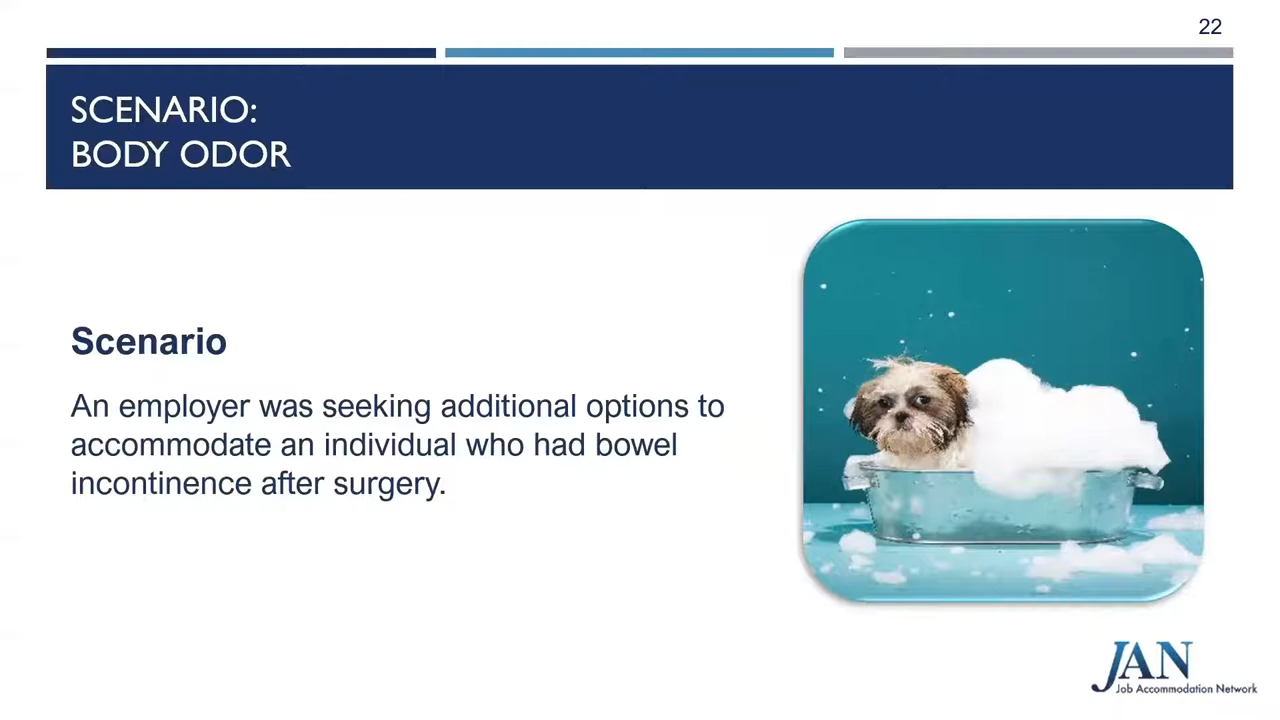 22
SCENARIO:
BODY ODOR
Scenario
An employer was seeking additional options to
accommodate an individual who had bowel
incontinence after surgery.
JAN
Job Accommodation Network